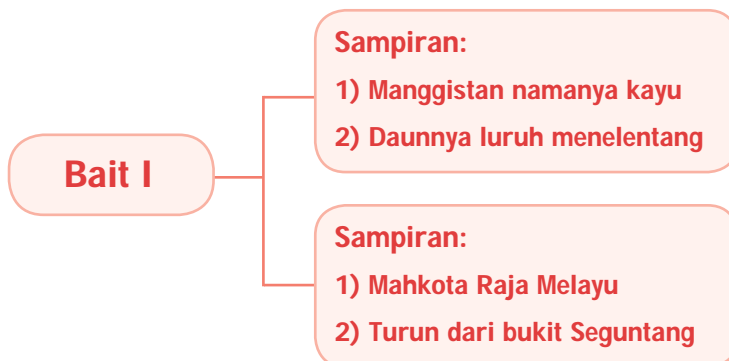 Bait I
Sampiran:
1) Manggistan namanya kayu
2) Daunnya luruh menelentang
Sampiran:
1) Mahkota Raja Melayu
2) Turun dari bukit Seguntang